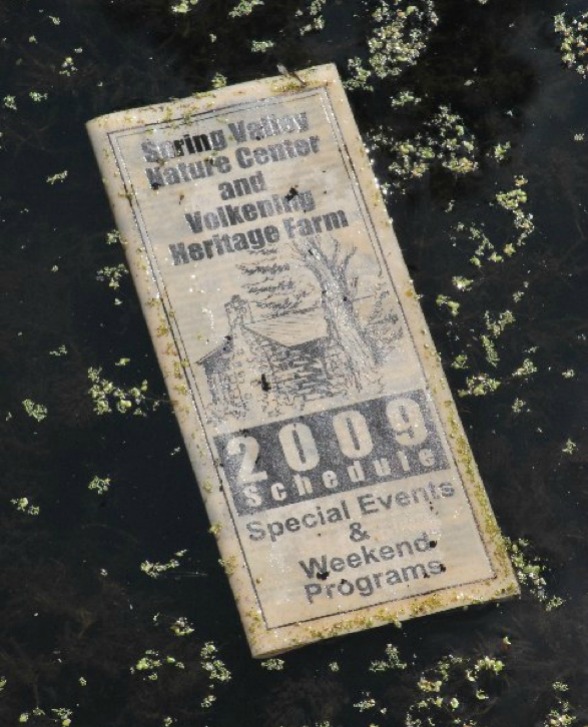 Spring Valley
Nature Center
and
Volkening
Heritage Farm
2009
Schedule
Special Events
&
Weekend
Programs